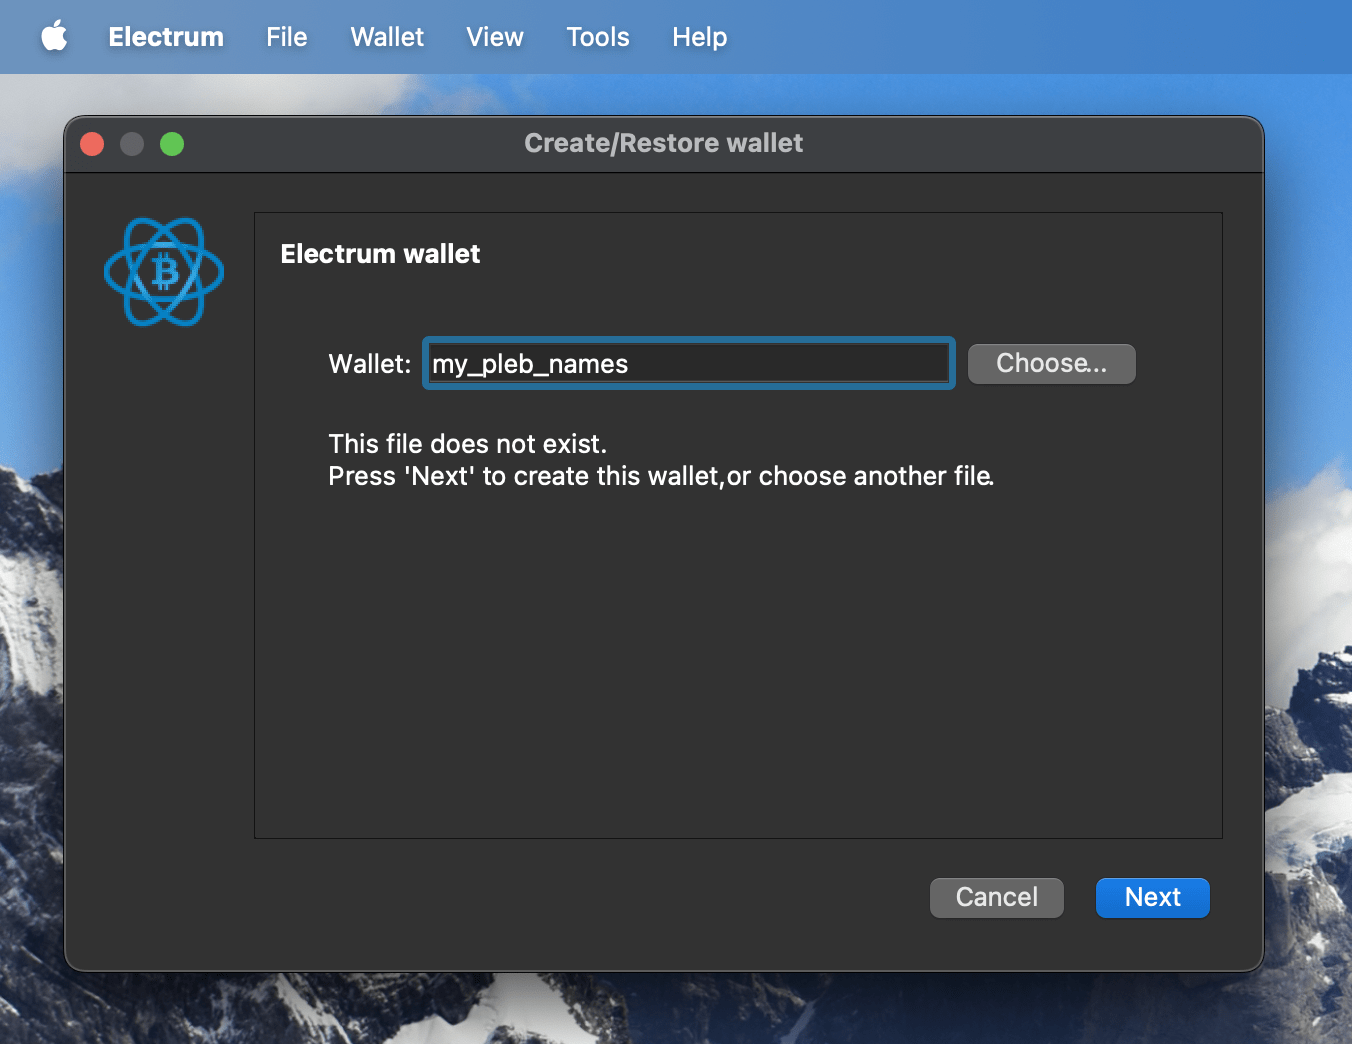 Electrum File Wallet View Tools Help
Create/Restore wallet
Electrum wallet
Wallet: my_pleb_names Choose...
This file does not exist.
Press 'Next' to create this wallet,or choose another file.
Cancel Next